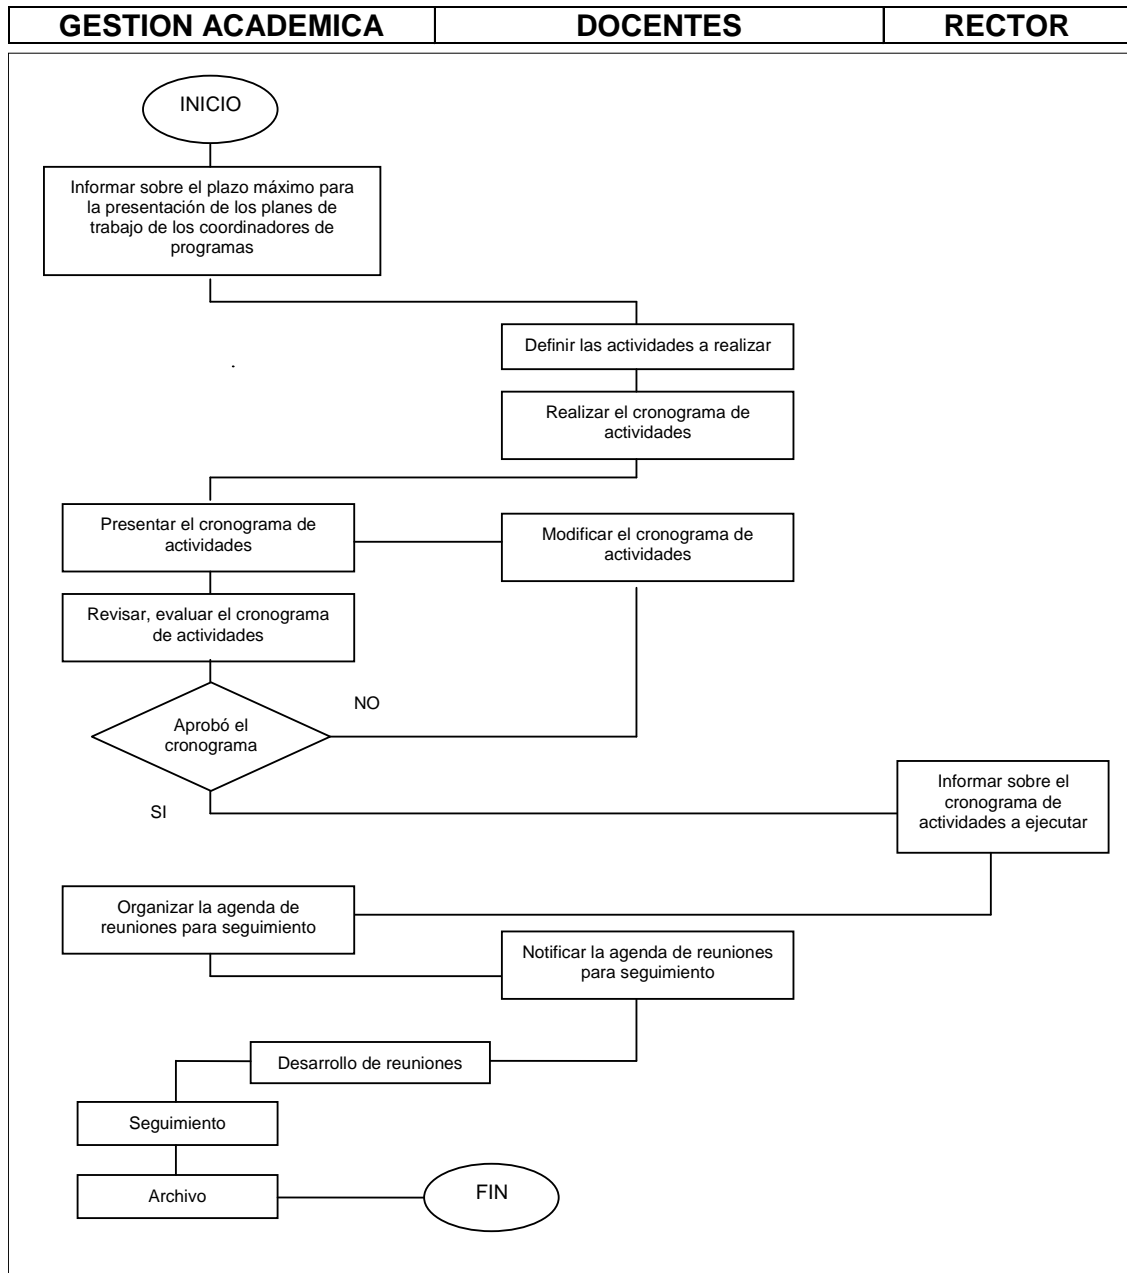 GESTION ACADEMICA
DOCENTES
RECTOR
INICIO
Informar sobre el plazo máximo para
la presentación de los planes de
trabajo de los coordinadores de
programas
Definir las actividades a realizar
.
Realizar el cronograma de
actividades
Presentar el cronograma de
actividades
Modificar el cronograma de
actividades
Revisar, evaluar el cronograma
de actividades
NO
Aprobó el
cronograma
SI
Informar sobre el
cronograma de
actividades a ejecutar
Organizar la agenda de
reuniones para seguimiento
Notificar la agenda de reuniones
para seguimiento
Desarrollo de reuniones
Seguimiento
Archivo
FIN